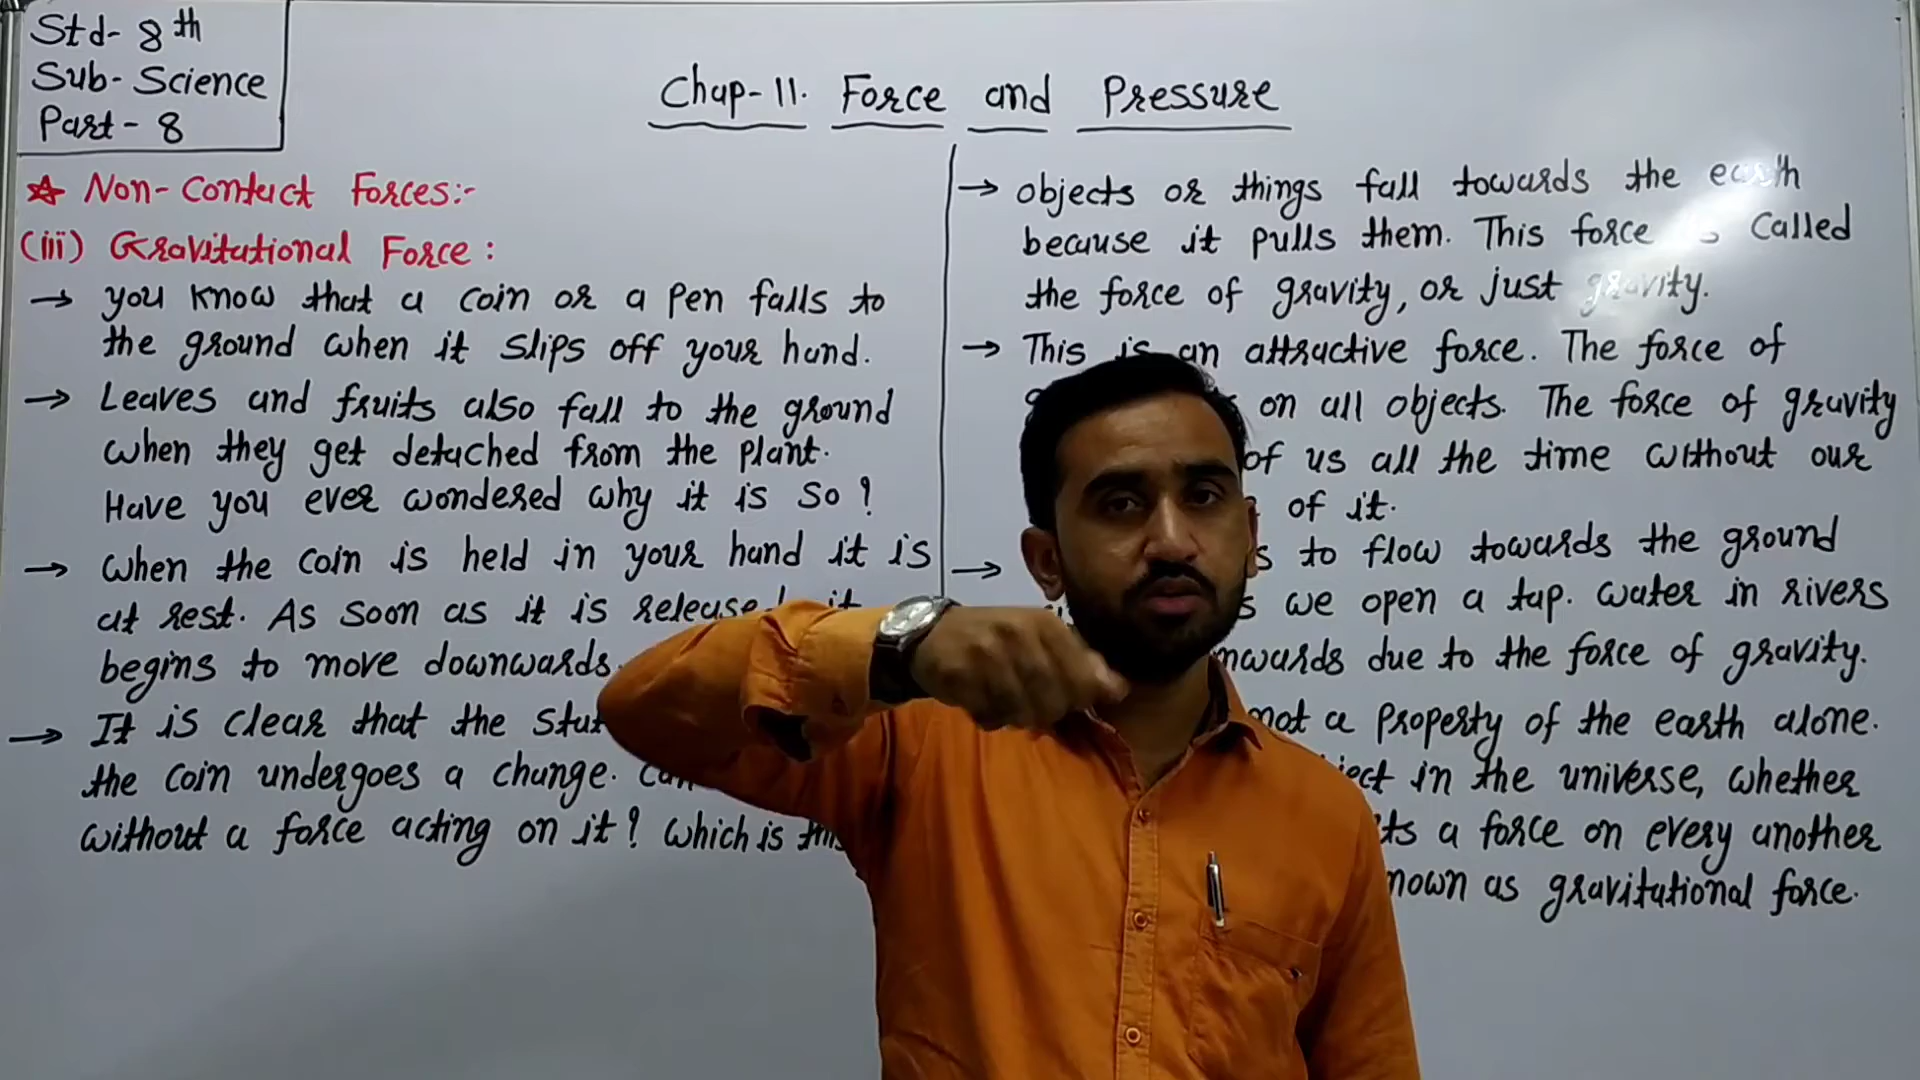 Std- 8th
Sub- Science
Part - 8
Chap-11. Force and Pressure
☆ Non-Contact Forces:-
(iii) Gravitational Force:
→ you know that a coin or a pen falls to
the ground when it slips off your hand.
→ Leaves and fruits also fall to the ground
when they get detached from the plant.
Have you ever wondered why it is so?
→ When the coin is held in your hand it is
at rest. As soon as it is released it
begins to move downwards.
→ It is clear that the
the coin undergoes a change.
without a force acting on it? which is
→ objects or things fall towards the earth
because it pulls them. This force is called
the force of gravity, or just gravity.
→ This is an attractive force. The force of
on all objects. The force of gravity
of us all the time without our
of it.
→ to flow towards the ground
we open a tap. water in rivers
due to the force of gravity.
not a property of the earth alone.
in the universe, whether
a force on every another
as gravitational force.